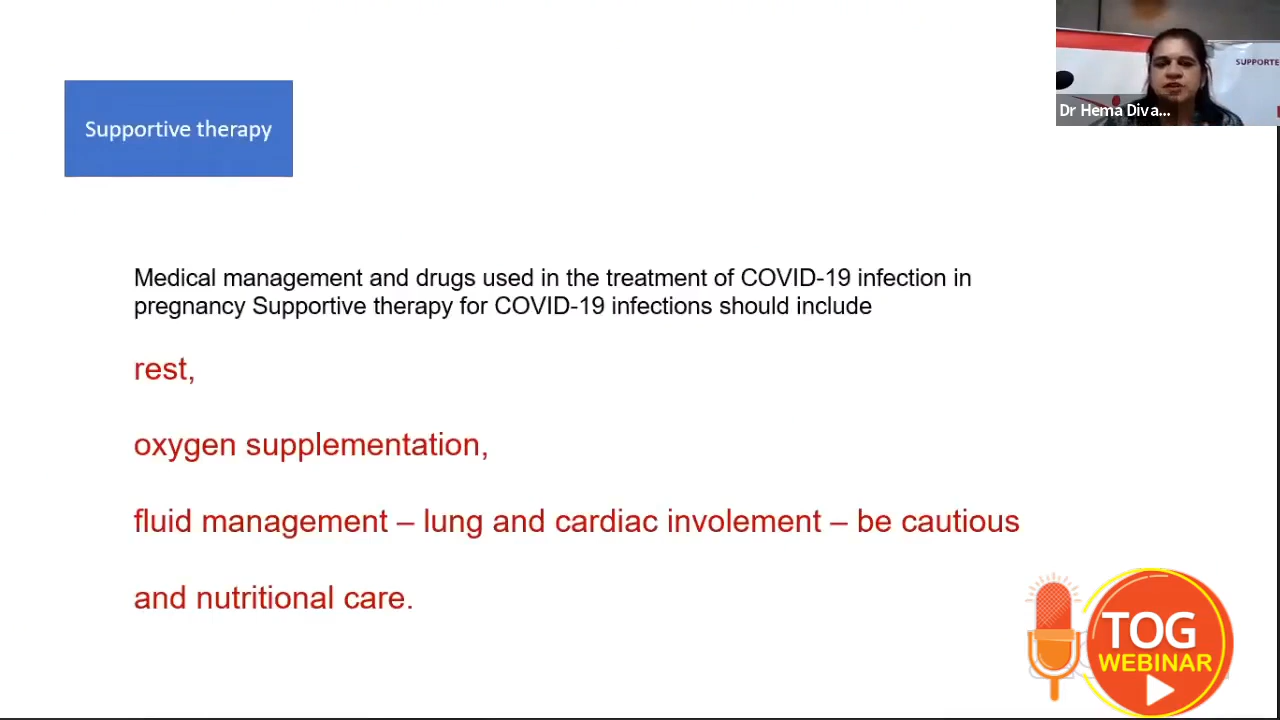 SUPPORTE
Dr Hema Diva...
Supportive therapy
Medical management and drugs used in the treatment of COVID-19 infection in
pregnancy Supportive therapy for COVID-19 infections should include
rest,
oxygen supplementation,
fluid management – lung and cardiac involement – be cautious
and nutritional care.
TOG
WEBINAR